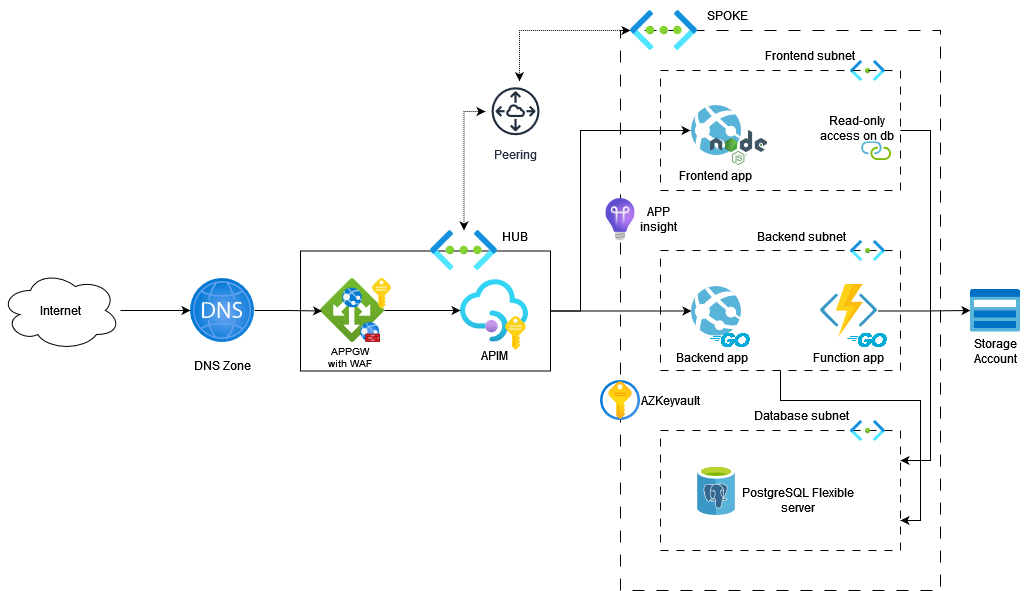 SPOKE
Frontend subnet
Read-only
access on db
node
JS
Frontend app
Peering
APP
insight
HUB
Backend subnet
Internet
DNS
DNS Zone
APPGW
with WAF
APIM
GO
Backend app
GO
Function app
Storage
Account
AZKeyvault
Database subnet
PostgreSQL Flexible
server